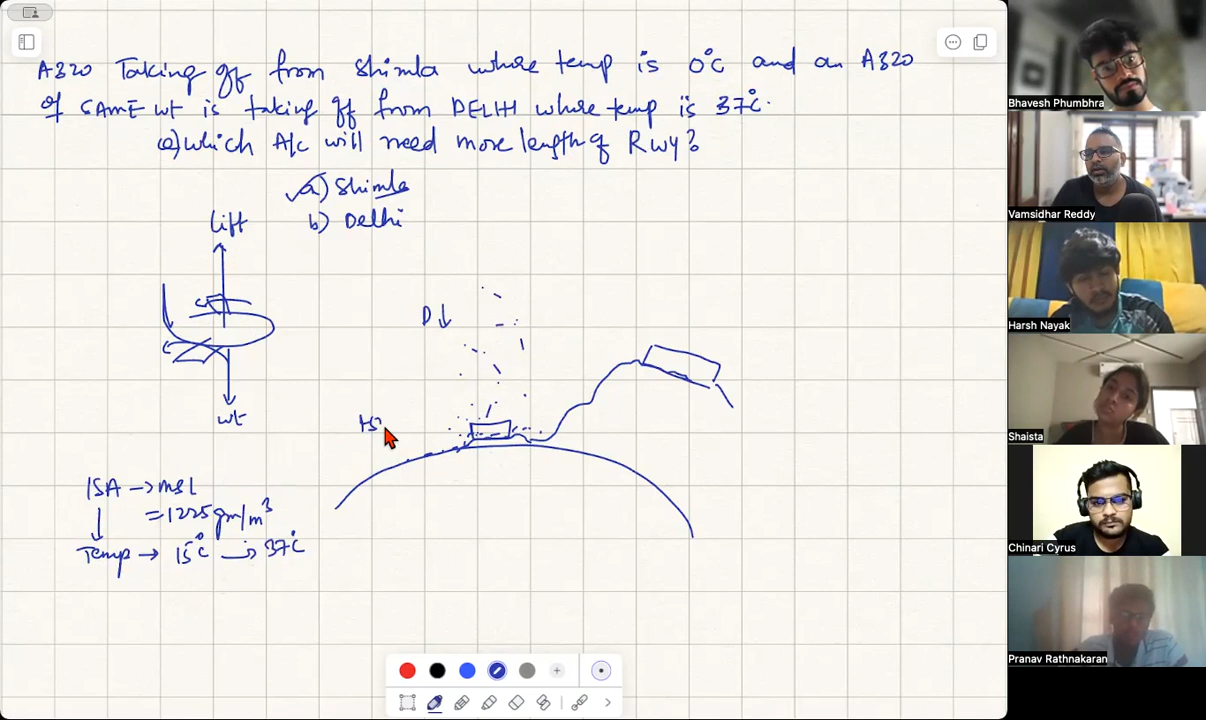 A320 Taking off from Shimla whose temp is 0°C and an A320
of SAME wt is taking off from DELHI whose temp is 37°C.
(a) which A/c will need more length of Rwy?
a) Shimla
b) Delhi
lift
wt
D↓
ISA → MSL
= 1225 gm/m³
Temp → 15°C → 37°C
Bhavesh Phumbhra
Vamsidhar Reddy
Harsh Nayak
Shaista
Chinari Cyrus
Pranav Rathnakaran